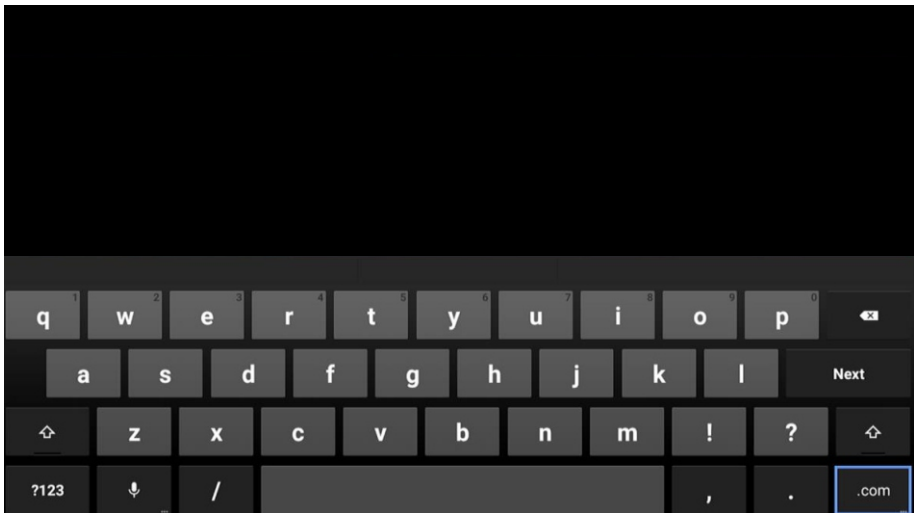 1 2 3 4 5 6 7 8 9 0
q w e r t y u i o p
a s d f g h j k l Next
z x c v b n m ! ?
?123 / , . .com